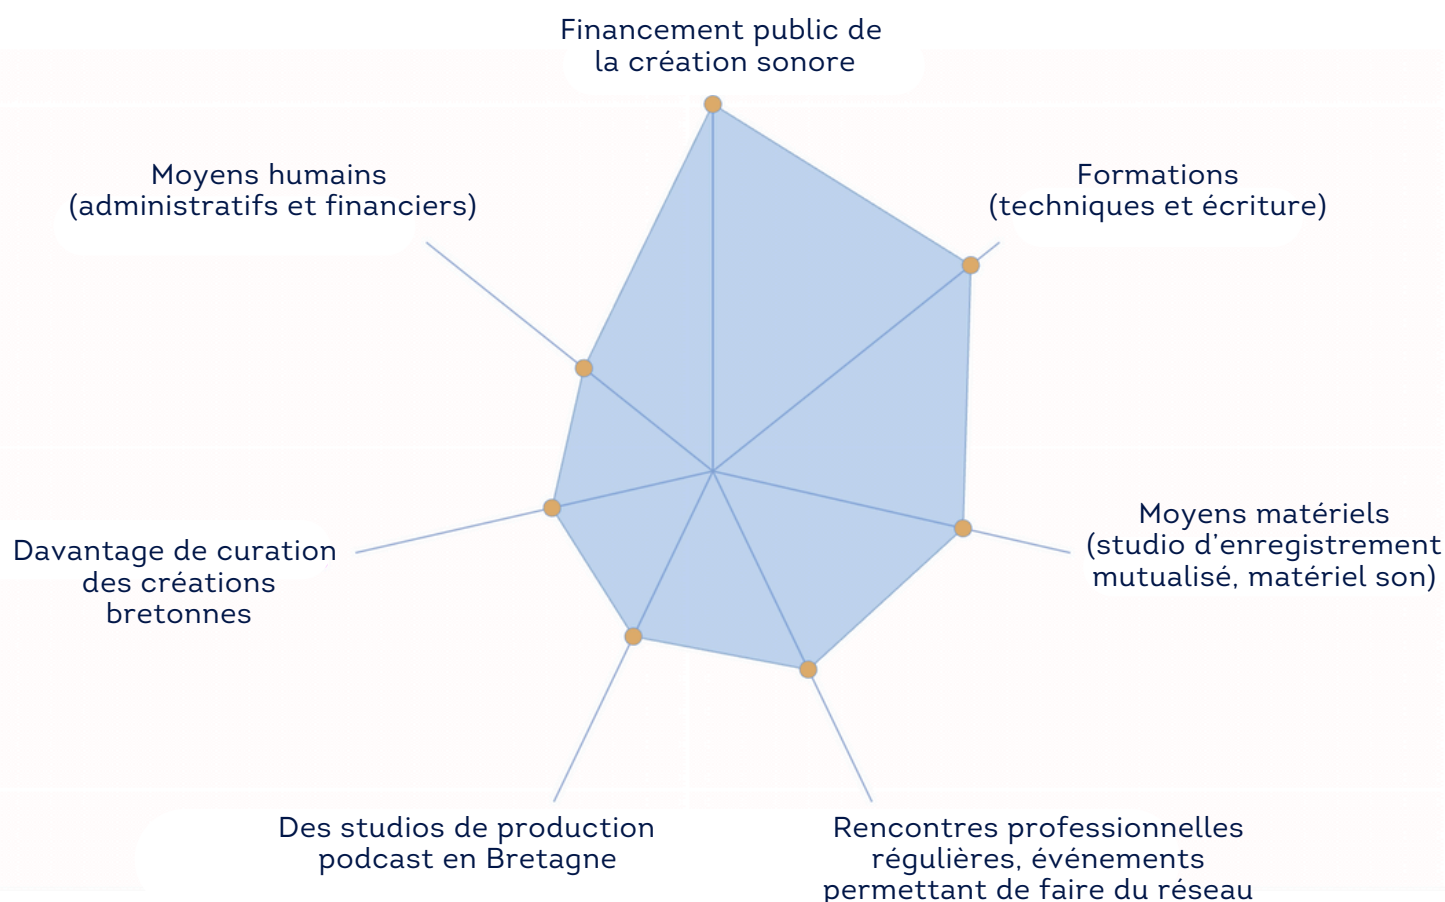 Financement public de
la création sonore
Moyens humains
(administratifs et financiers)
Formations
(techniques et écriture)
Moyens matériels
(studio d’enregistrement
mutualisé, matériel son)
Davantage de curation
des créations
bretonnes
Des studios de production
podcast en Bretagne
Rencontres professionnelles
régulières, événements
permettant de faire du réseau